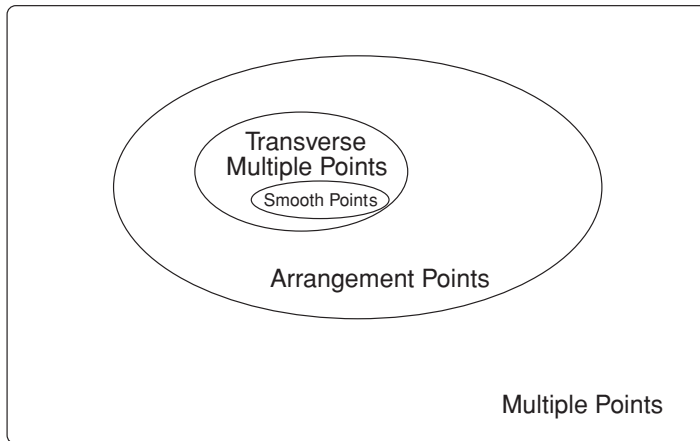 Transverse
Multiple Points
Smooth Points
Arrangement Points
Multiple Points